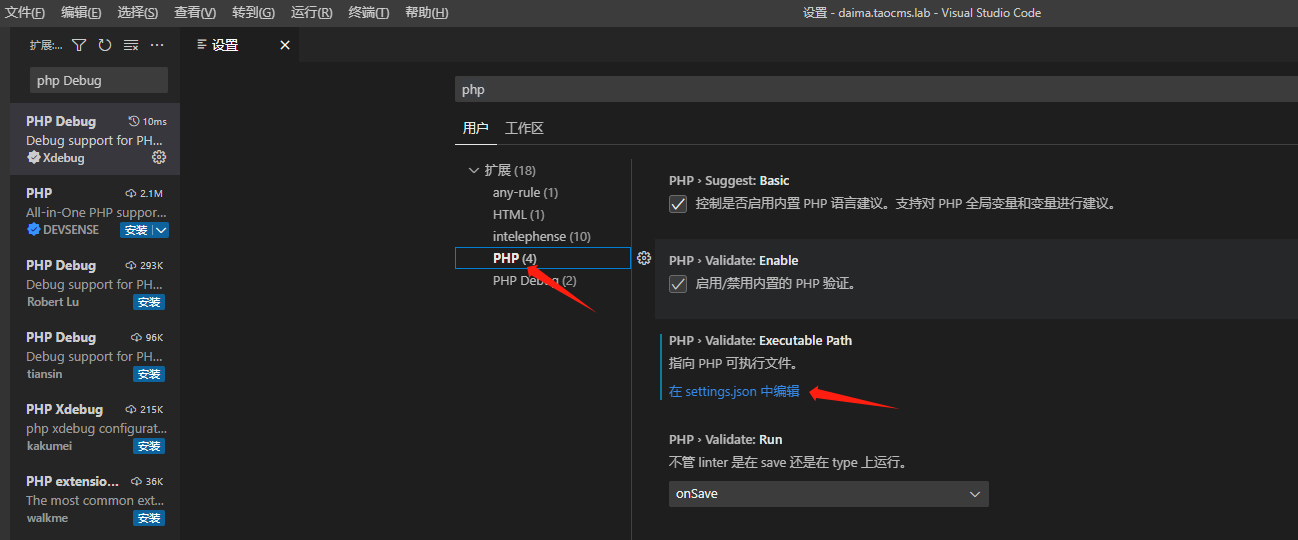 文件(F) 编辑(E) 选择(S) 查看(V) 转到(G) 运行(R) 终端(T) 帮助(H) 设置 - daima.taocms.lab - Visual Studio Code
扩展:...
php Debug
PHP Debug 10ms
Debug support for PH...
Xdebug
PHP 2.1M
All-in-One PHP suppor...
DEVSENSE 安装
PHP Debug 293K
Debug support for PH...
Robert Lu 安装
PHP Debug 96K
Debug support for PH...
tiansin 安装
PHP Xdebug 215K
php xdebug configurat...
kakumei 安装
PHP extensio... 36K
The most common ext...
walkme 安装
设置
php
用户 工作区
扩展 (18)
any-rule (1)
HTML (1)
intelephense (10)
PHP (4)
PHP Debug (2)
PHP › Suggest: Basic
控制是否启用内置 PHP 语言建议。支持对 PHP 全局变量和变量进行建议。
PHP › Validate: Enable
启用/禁用内置的 PHP 验证。
PHP › Validate: Executable Path
指向 PHP 可执行文件。
在 settings.json 中编辑
PHP › Validate: Run
不管 linter 是在 save 还是在 type 上运行。
onSave